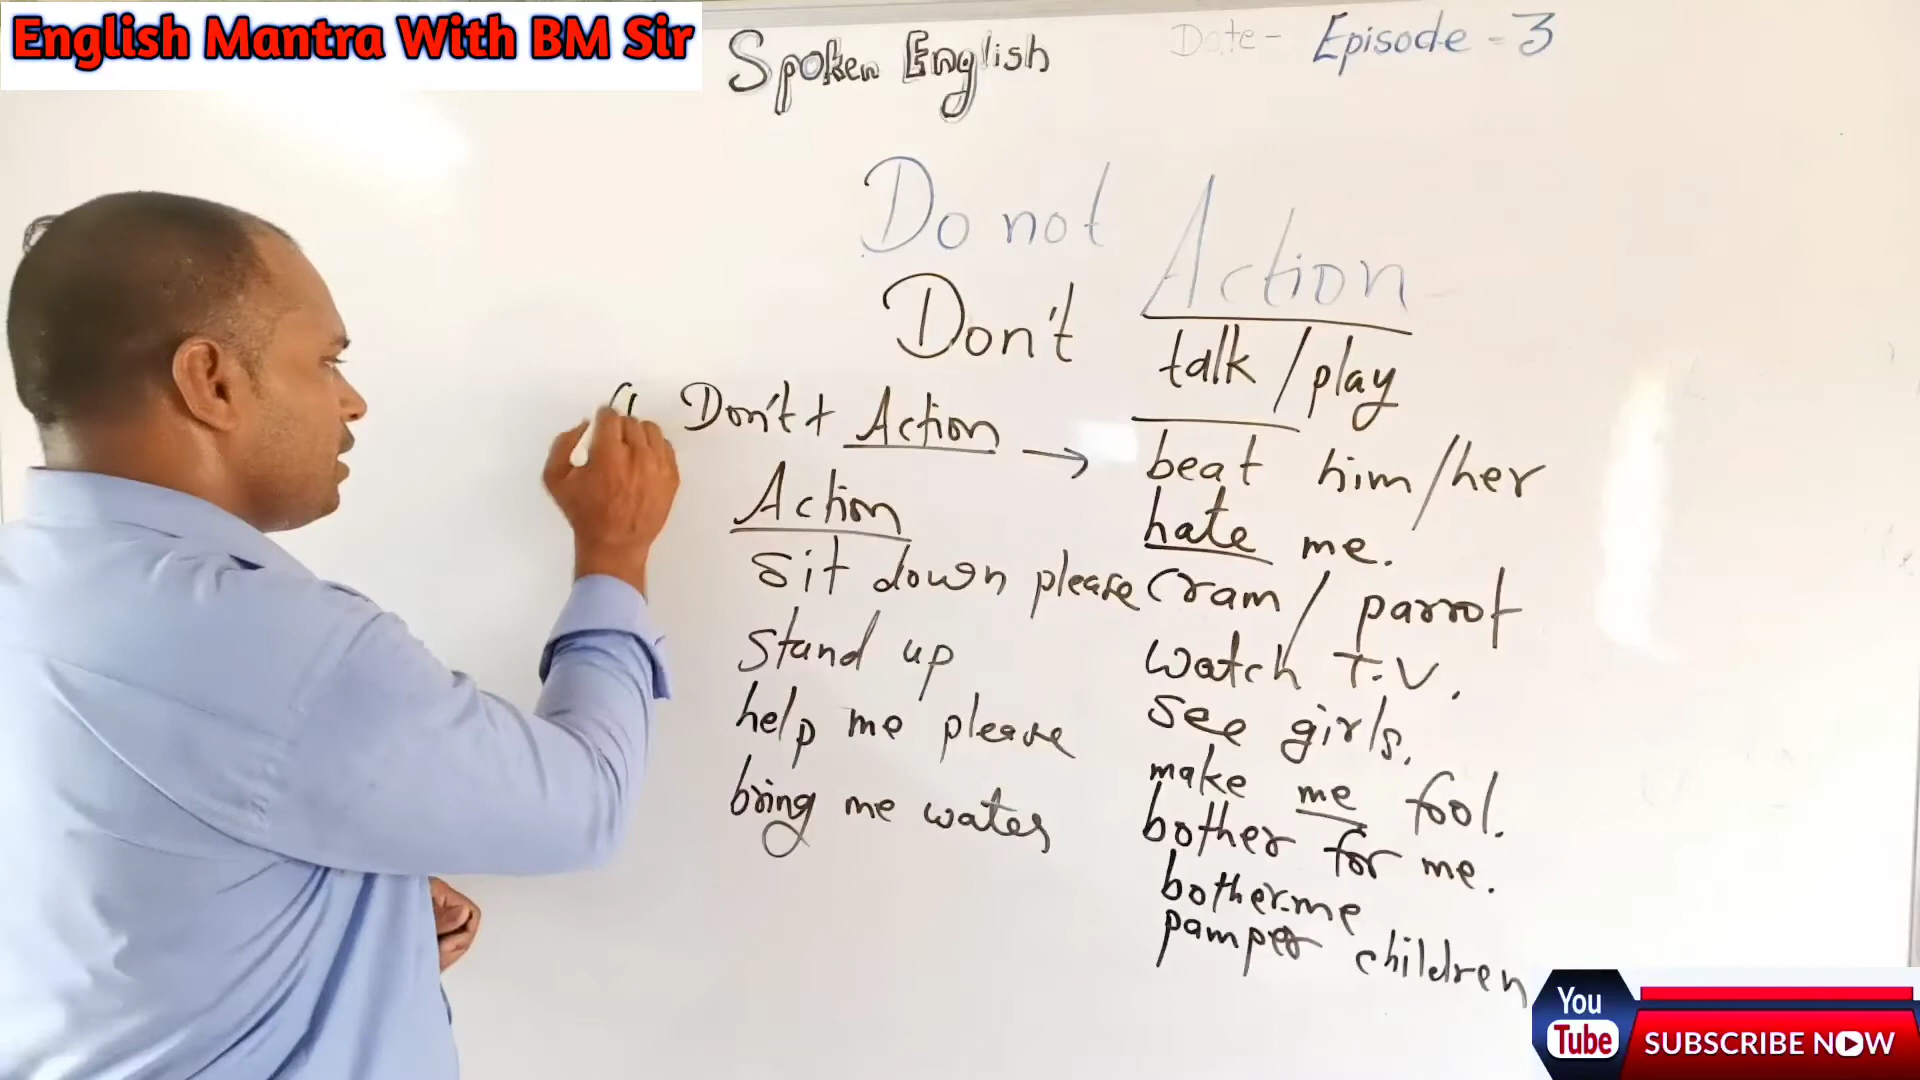 English Mantra With BM Sir
Spoken English
Date - Episode - 3
Do not Action
Don't
talk / play
Don't + Action → beat him/her
Action
hate me.
Sit down please
Cram / parrot
Stand up
watch T.V.
help me please
see girls.
bring me water
make me fool.
bother for me.
bother me
pamper children
You
Tube
SUBSCRIBE NOW